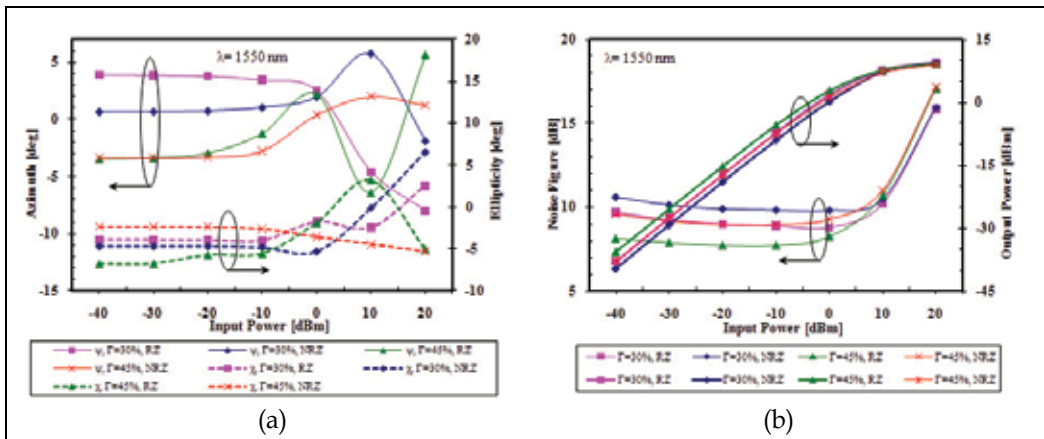 λ= 1550 nm
Azimuth [deg]
5
0
-5
-10
-15
20
15
10
5
0
-5
-10
Ellipticity [deg]
-40 -30 -20 -10 0 10 20
Input Power [dBm]
ψ, Γ=30%, RZ ψ, Γ=30%, NRZ ψ, Γ=45%, RZ
ψ, Γ=45%, NRZ χ, Γ=30%, RZ χ, Γ=30%, NRZ
χ, Γ=45%, RZ χ, Γ=45%, NRZ
(a)
λ= 1550 nm
Noise Figure [dB]
20
15
10
5
15
0
-15
-30
-45
Output Power [dBm]
-40 -30 -20 -10 0 10 20
Input Power [dBm]
Γ=30%, RZ Γ=30%, NRZ Γ=45%, RZ Γ=45%, NRZ
Γ=30%, RZ Γ=30%, NRZ Γ=45%, RZ Γ=45%, NRZ
(b)